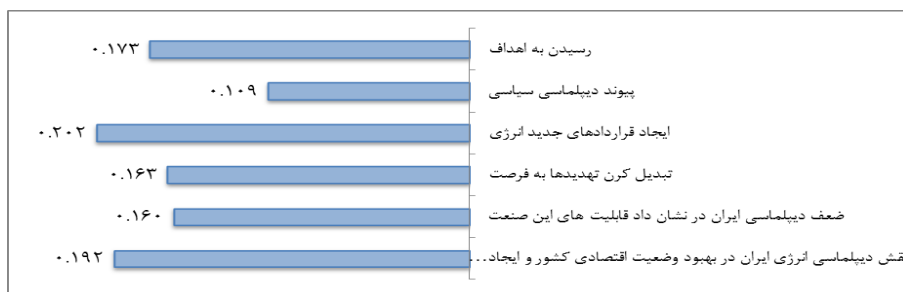 رسیدن به اهداف ۰.۱۷۳
پیوند دیپلماسی سیاسی ۰.۱۰۹
ایجاد قراردادهای جدید انرژی ۰.۲۰۲
تبدیل کرن تهدیدها به فرصت ۰.۱۶۳
ضعف دیپلماسی ایران در نشان داد قابلیت های این صنعت ۰.۱۶۰
نقش دیپلماسی انرژی ایران در بهبود وضعیت اقتصادی کشور و ایجاد... ۰.۱۹۲